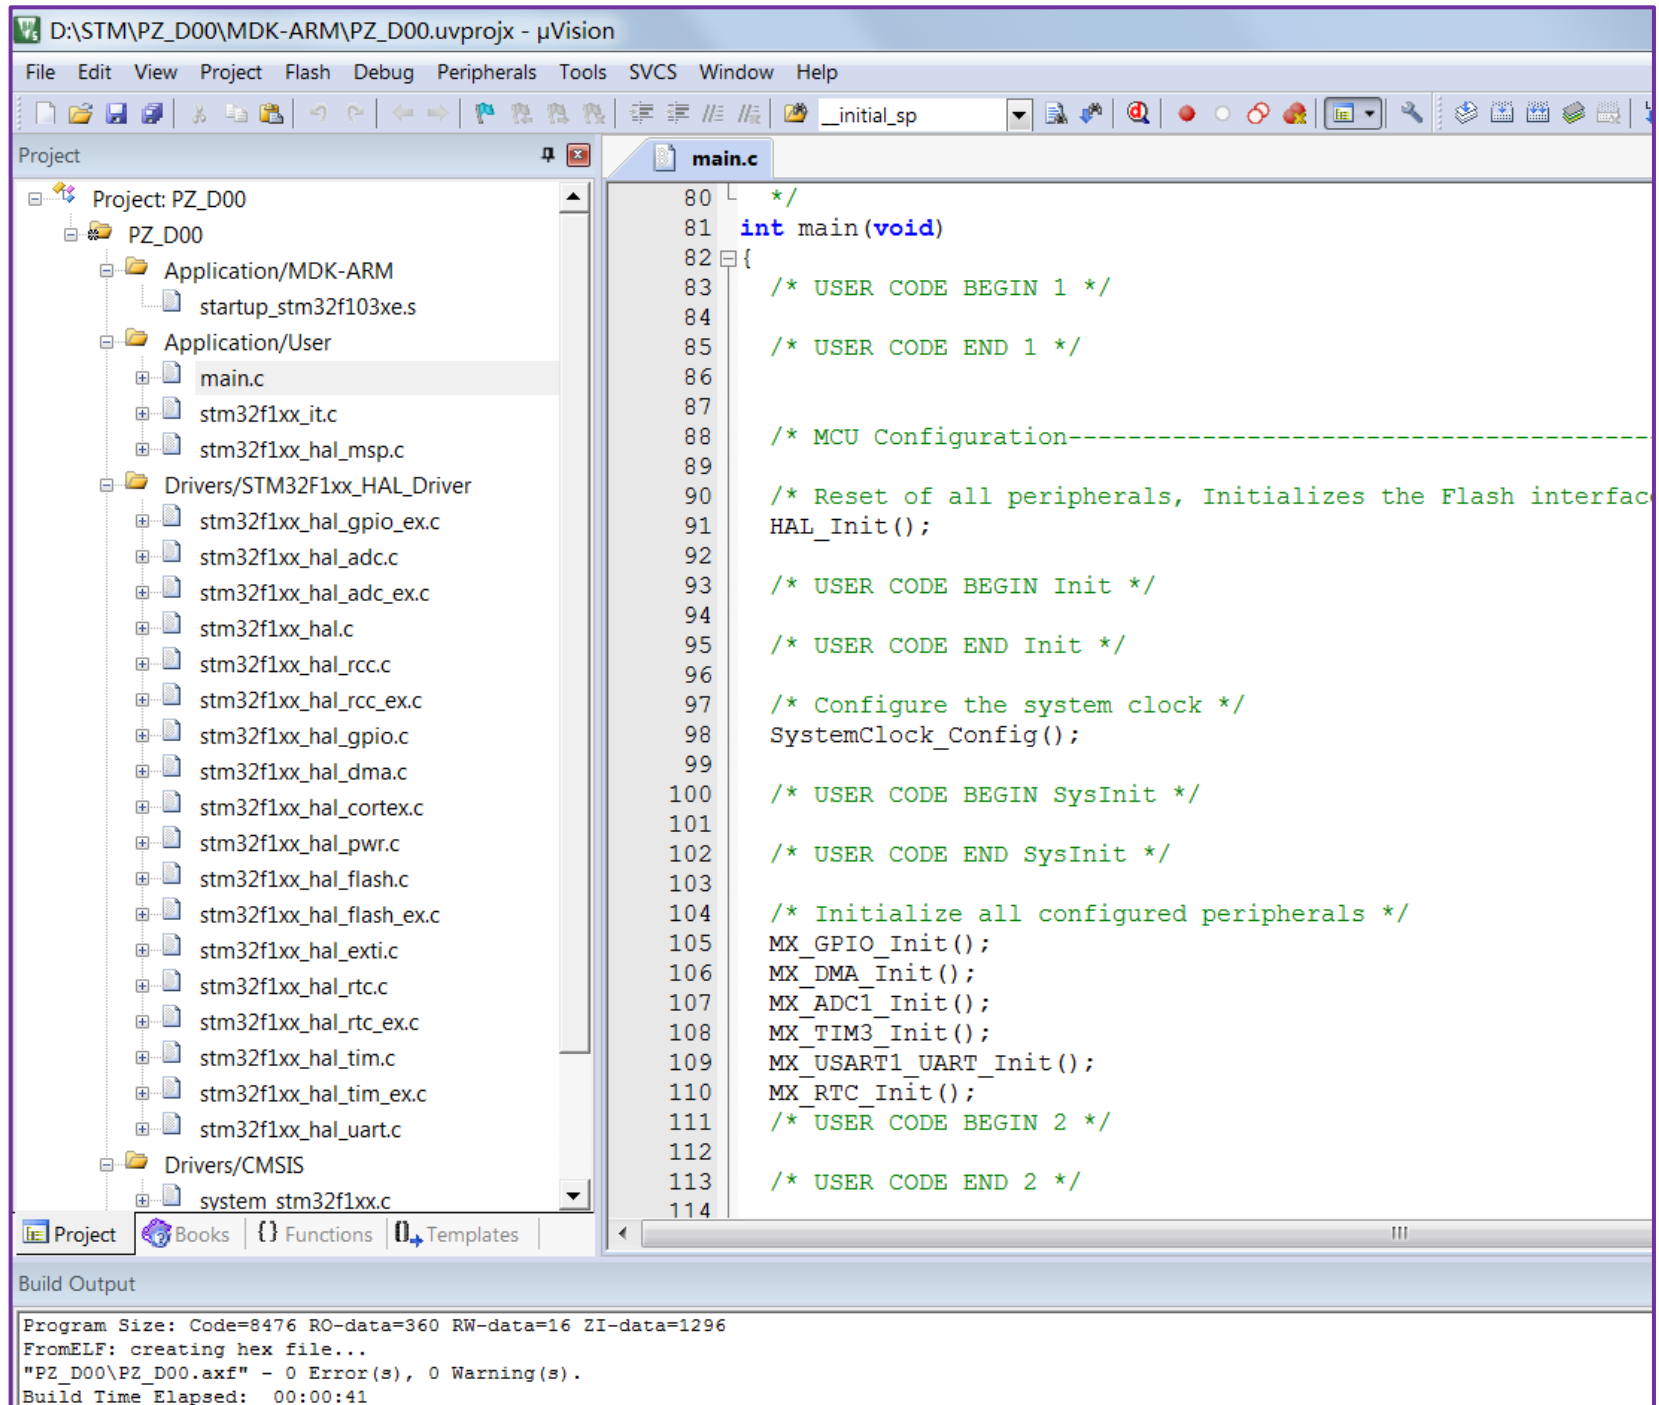 D:\STM\PZ_D00\MDK-ARM\PZ_D00.uvprojx - µVision
File Edit View Project Flash Debug Peripherals Tools SVCS Window Help
__initial_sp
Project
Project: PZ_D00
PZ_D00
Application/MDK-ARM
startup_stm32f103xe.s
Application/User
main.c
stm32f1xx_it.c
stm32f1xx_hal_msp.c
Drivers/STM32F1xx_HAL_Driver
stm32f1xx_hal_gpio_ex.c
stm32f1xx_hal_adc.c
stm32f1xx_hal_adc_ex.c
stm32f1xx_hal.c
stm32f1xx_hal_rcc.c
stm32f1xx_hal_rcc_ex.c
stm32f1xx_hal_gpio.c
stm32f1xx_hal_dma.c
stm32f1xx_hal_cortex.c
stm32f1xx_hal_pwr.c
stm32f1xx_hal_flash.c
stm32f1xx_hal_flash_ex.c
stm32f1xx_hal_exti.c
stm32f1xx_hal_rtc.c
stm32f1xx_hal_rtc_ex.c
stm32f1xx_hal_tim.c
stm32f1xx_hal_tim_ex.c
stm32f1xx_hal_uart.c
Drivers/CMSIS
system_stm32f1xx.c
Project Books {} Functions Templates
main.c
80 */
81 int main(void)
82 {
83 /* USER CODE BEGIN 1 */
84
85 /* USER CODE END 1 */
86
87
88 /* MCU Configuration---------------------------------------
89
90 /* Reset of all peripherals, Initializes the Flash interfac
91 HAL_Init();
92
93 /* USER CODE BEGIN Init */
94
95 /* USER CODE END Init */
96
97 /* Configure the system clock */
98 SystemClock_Config();
99
100 /* USER CODE BEGIN SysInit */
101
102 /* USER CODE END SysInit */
103
104 /* Initialize all configured peripherals */
105 MX_GPIO_Init();
106 MX_DMA_Init();
107 MX_ADC1_Init();
108 MX_TIM3_Init();
109 MX_USART1_UART_Init();
110 MX_RTC_Init();
111 /* USER CODE BEGIN 2 */
112
113 /* USER CODE END 2 */
114
Build Output
Program Size: Code=8476 RO-data=360 RW-data=16 ZI-data=1296
FromELF: creating hex file...
"PZ_D00\PZ_D00.axf" - 0 Error(s), 0 Warning(s).
Build Time Elapsed:  00:00:41